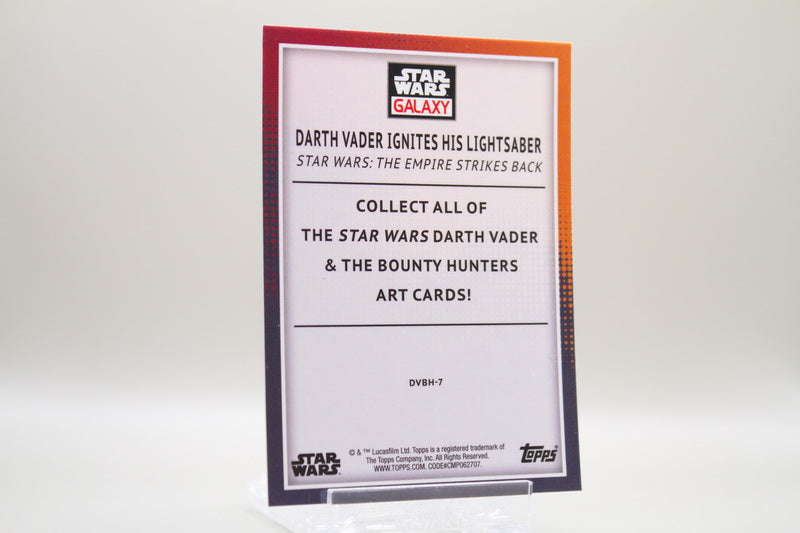 STAR
WARS
GALAXY
DARTH VADER IGNITES HIS LIGHTSABER
STAR WARS: THE EMPIRE STRIKES BACK
COLLECT ALL OF
THE STAR WARS DARTH VADER
& THE BOUNTY HUNTERS
ART CARDS!
DVBH-7
© & ™ Lucasfilm Ltd. Topps is a registered trademark of
The Topps Company, Inc. All Rights Reserved.
WWW.TOPPS.COM. CODE#CMP062707.
STAR
WARS
Topps